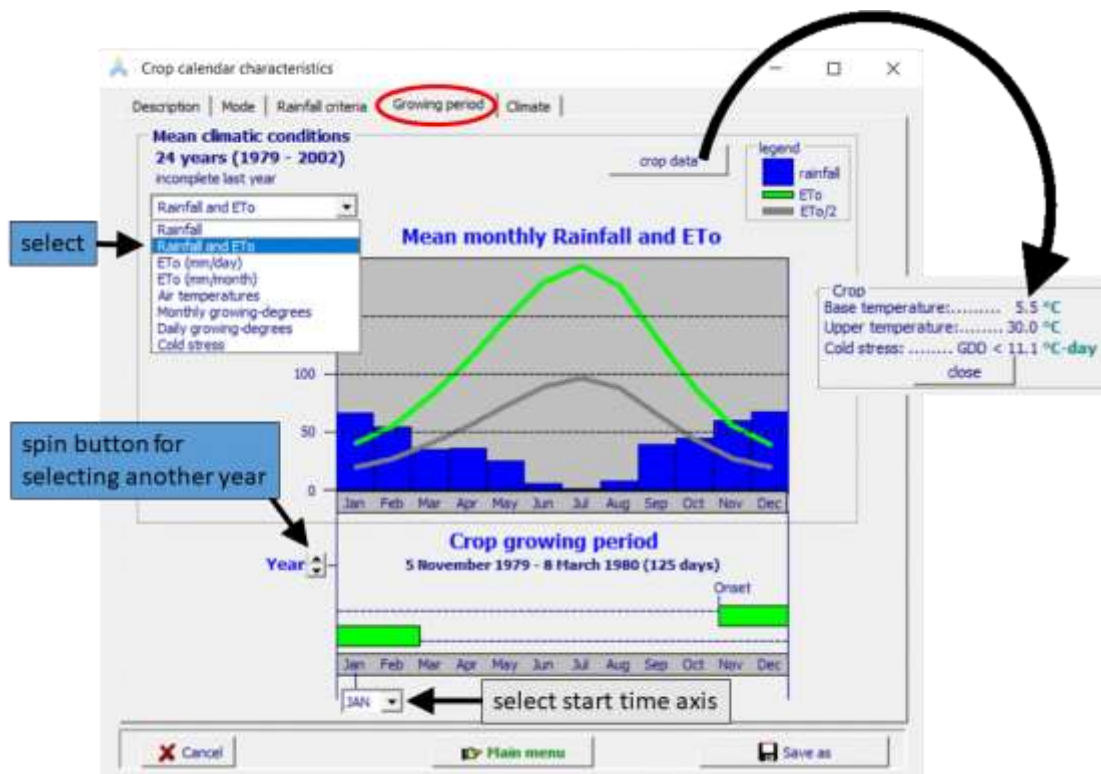 Crop calendar characteristics
Description | Mode | Rainfall criteria | Growing period | Climate
Mean climatic conditions
24 years (1979 - 2002)
incomplete last year
crop data
legend
rainfall
ETo
ETo/2
Rainfall and ETo
Rainfall
Rainfall and ETo
ETo (mm/day)
ETo (mm/month)
Air temperatures
Monthly growing-degrees
Daily growing-degrees
Cold stress
select
Mean monthly Rainfall and ETo
Crop
Base temperature:......... 5.5 °C
Upper temperature:....... 30.0 °C
Cold stress: ........ GDD < 11.1 °C-day
close
100
50
0
Jan Feb Mar Apr May Jun Jul Aug Sep Oct Nov Dec
spin button for
selecting another year
Crop growing period
Year
5 November 1979 - 8 March 1980 (125 days)
Onset
Jan Feb Mar Apr May Jun Jul Aug Sep Oct Nov Dec
JAN
select start time axis
Cancel
Main menu
Save as